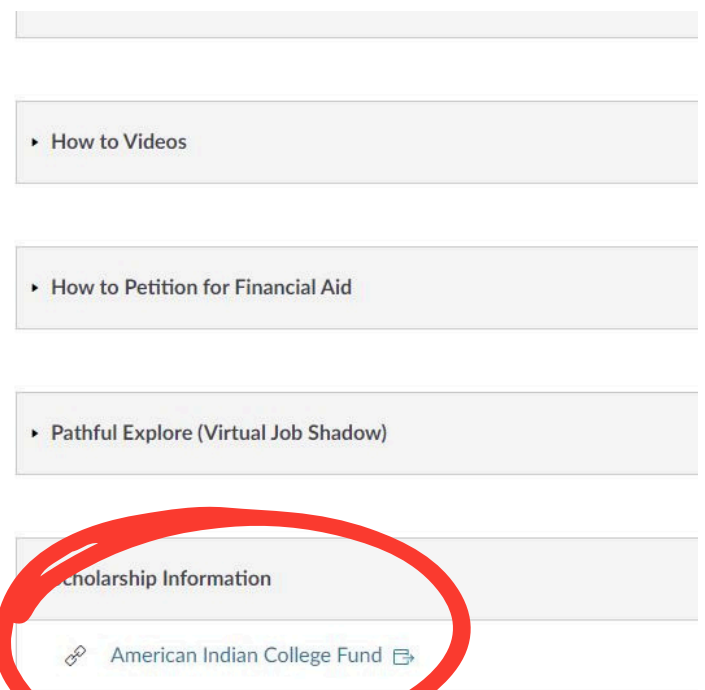 How to Videos
How to Petition for Financial Aid
Pathful Explore (Virtual Job Shadow)
Scholarship Information
American Indian College Fund